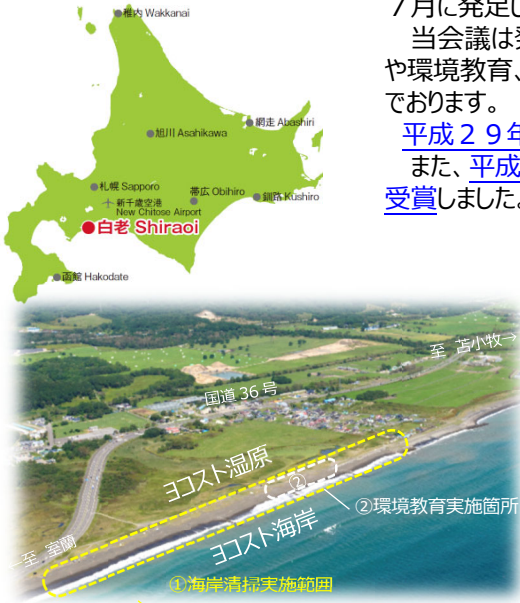 稚内 Wakkanai
網走 Abashiri
旭川 Asahikawa
札幌 Sapporo
帯広 Obihiro
釧路 Kushiro
新千歳空港
New Chitose Airport
白老 Shiraoi
函館 Hakodate
7月に発足し
当会議は発
や環境教育、
でおります。
平成29年
また、平成
受賞しました。
至 苫小牧→
国道36号
ヨコスト湿原
②
②環境教育実施箇所
ヨコスト海岸
←至 室蘭
①海岸清掃実施範囲